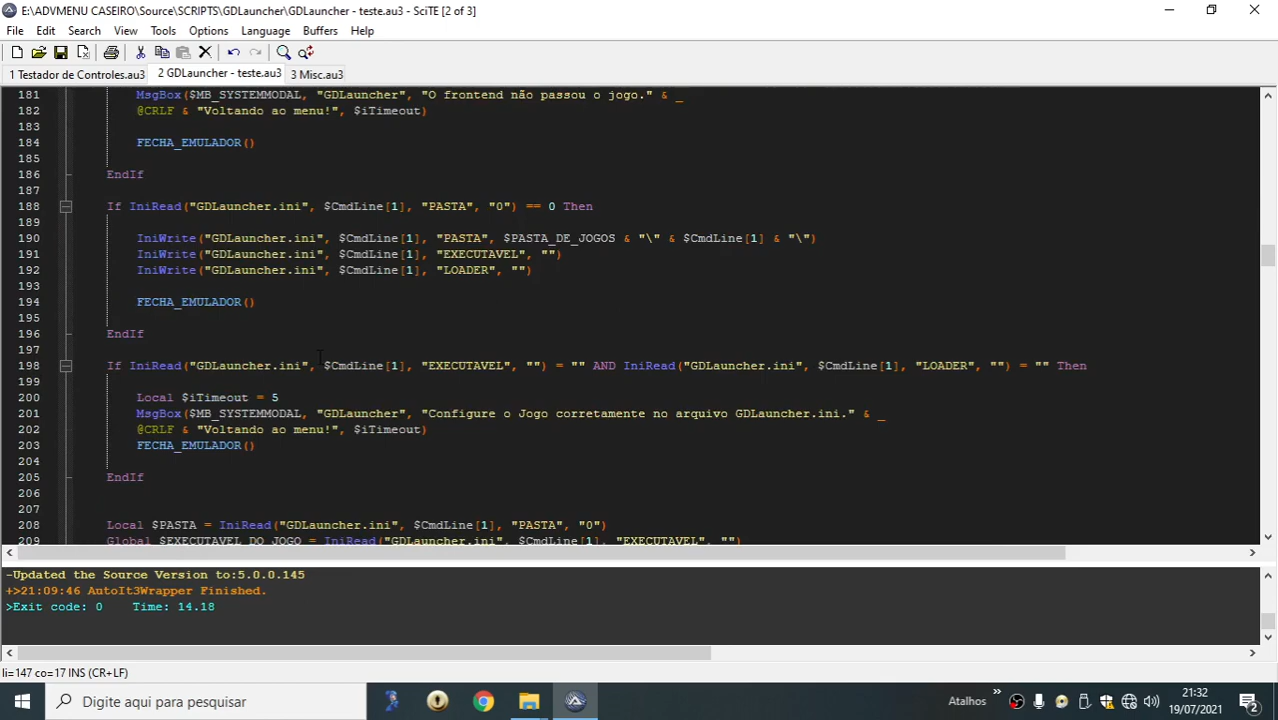 E:\ADVMENU CASEIRO\Source\SCRIPTS\GDLauncher\GDLauncher - teste.au3 - SciTE [2 of 3]
File Edit Search View Tools Options Language Buffers Help
1 Testador de Controles.au3 2 GDLauncher - teste.au3 3 Misc.au3
181 MsgBox($MB_SYSTEMMODAL, "GDLauncher", "O frontend não passou o jogo." & _
182 @CRLF & "Voltando ao menu!", $iTimeout)
183
184 FECHA_EMULADOR()
185
186 EndIf
187
188 If IniRead("GDLauncher.ini", $CmdLine[1], "PASTA", "0") == 0 Then
189
190 IniWrite("GDLauncher.ini", $CmdLine[1], "PASTA", $PASTA_DE_JOGOS & "\" & $CmdLine[1] & "\")
191 IniWrite("GDLauncher.ini", $CmdLine[1], "EXECUTAVEL", "")
192 IniWrite("GDLauncher.ini", $CmdLine[1], "LOADER", "")
193
194 FECHA_EMULADOR()
195
196 EndIf
197
198 If IniRead("GDLauncher.ini", $CmdLine[1], "EXECUTAVEL", "") = "" AND IniRead("GDLauncher.ini", $CmdLine[1], "LOADER", "") = "" Then
199
200 Local $iTimeout = 5
201 MsgBox($MB_SYSTEMMODAL, "GDLauncher", "Configure o Jogo corretamente no arquivo GDLauncher.ini." & _
202 @CRLF & "Voltando ao menu!", $iTimeout)
203 FECHA_EMULADOR()
204
205 EndIf
206
207
208 Local $PASTA = IniRead("GDLauncher.ini", $CmdLine[1], "PASTA", "0")
209 Global $EXECUTAVEL_DO_JOGO = IniRead("GDLauncher.ini", $CmdLine[1], "EXECUTAVEL", "")
-Updated the Source Version to:5.0.0.145
+>21:09:46 AutoIt3Wrapper Finished.
>Exit code: 0 Time: 14.18
li=147 co=17 INS (CR+LF)
Digite aqui para pesquisar
Atalhos
21:32
19/07/2021
2